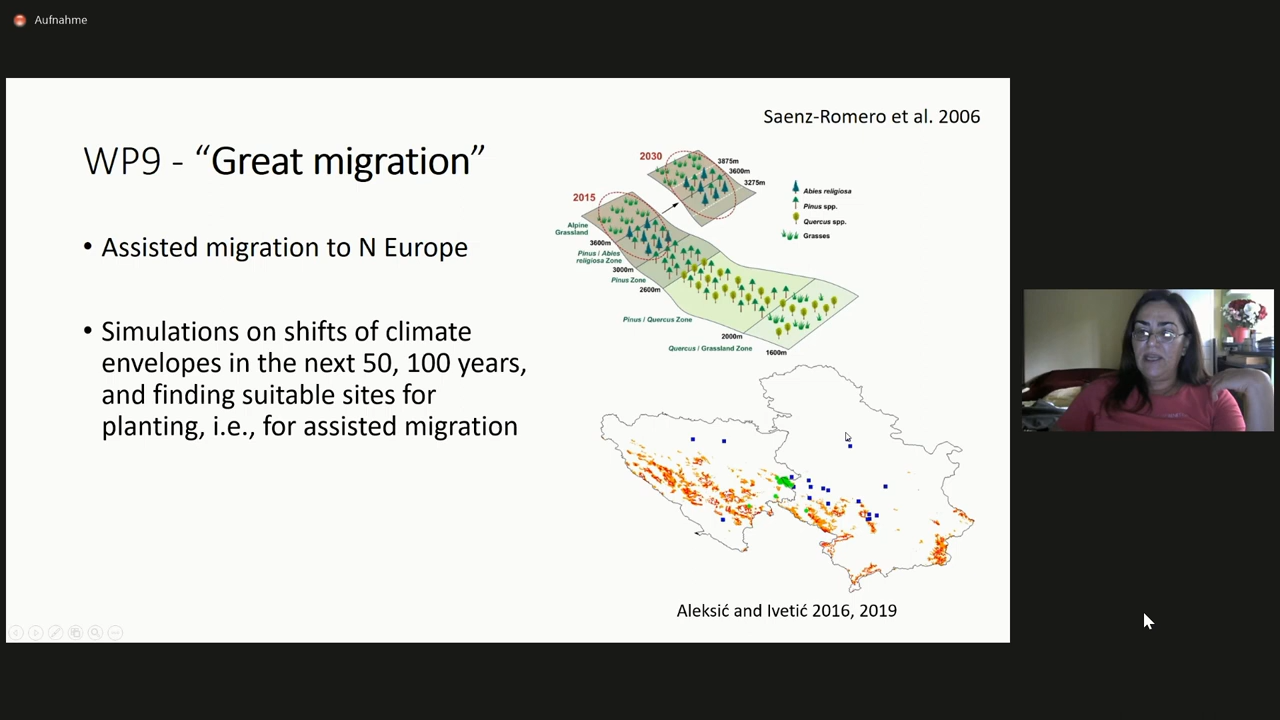 Aufnahme
Saenz-Romero et al. 2006
WP9 - “Great migration”
• Assisted migration to N Europe
• Simulations on shifts of climate
envelopes in the next 50, 100 years,
and finding suitable sites for
planting, i.e., for assisted migration
2030
3875m
3600m
3275m
2015
Alpine
Grassland
3600m
Pinus / Abies
religiosa Zone
3000m
Pinus Zone
2600m
Pinus / Quercus Zone
2000m
Quercus / Grassland Zone
1600m
Abies religiosa
Pinus spp.
Quercus spp.
Grasses
Aleksić and Ivetić 2016, 2019